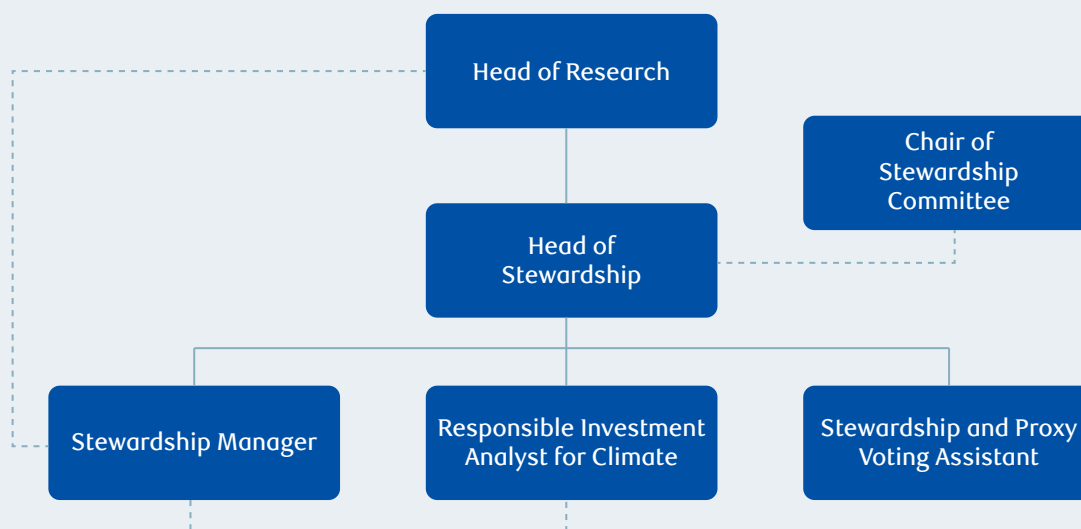 Head of Research
Chair of
Stewardship
Committee
Head of
Stewardship
Stewardship Manager
Responsible Investment
Analyst for Climate
Stewardship and Proxy
Voting Assistant